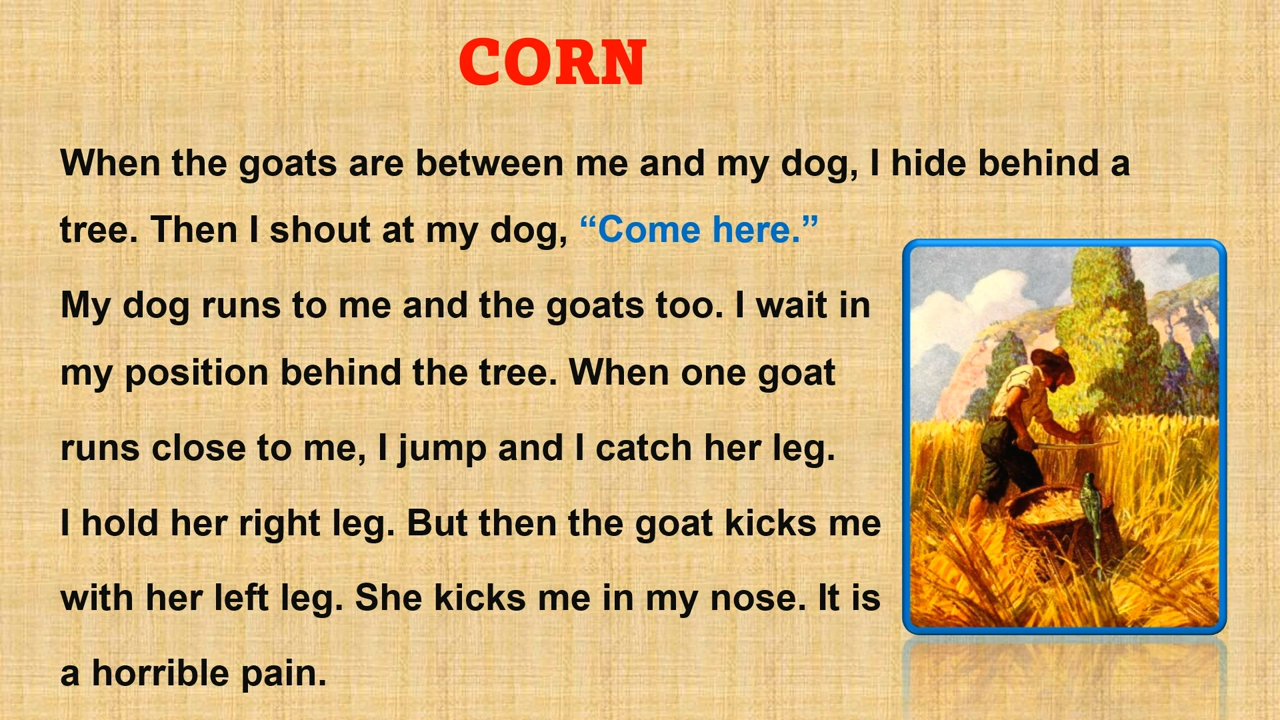 CORN
When the goats are between me and my dog, I hide behind a
tree. Then I shout at my dog, “Come here.”
My dog runs to me and the goats too. I wait in
my position behind the tree. When one goat
runs close to me, I jump and I catch her leg.
I hold her right leg. But then the goat kicks me
with her left leg. She kicks me in my nose. It is
a horrible pain.